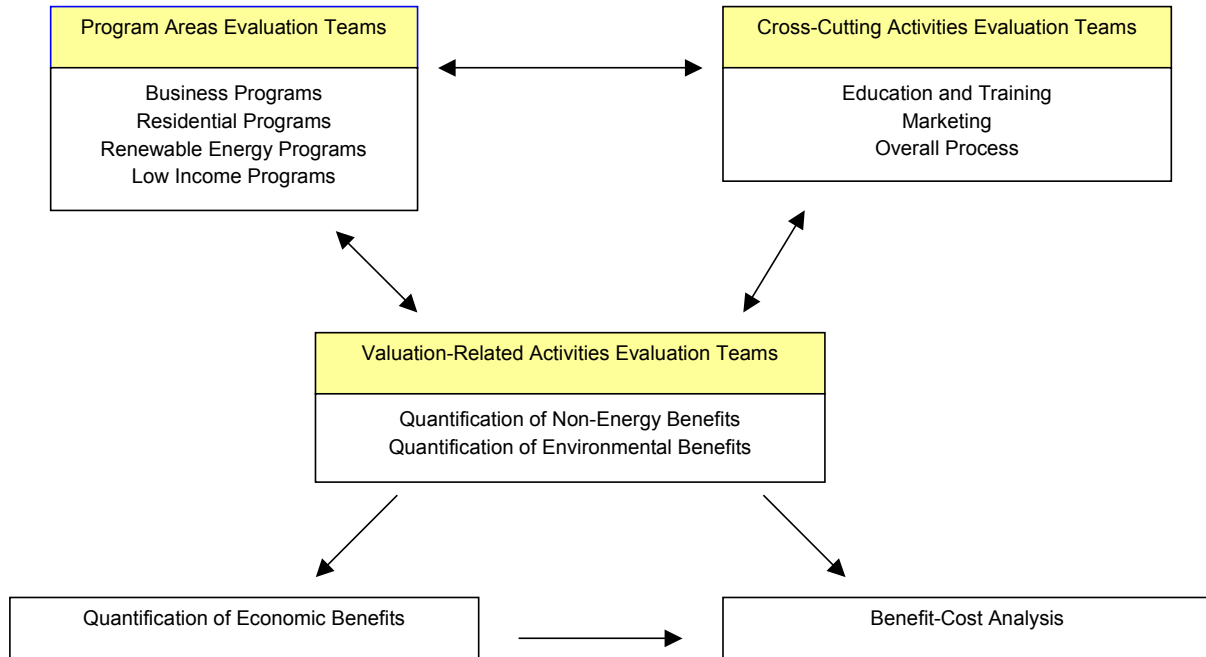 Program Areas Evaluation Teams
Business Programs
Residential Programs
Renewable Energy Programs
Low Income Programs
Cross-Cutting Activities Evaluation Teams
Education and Training
Marketing
Overall Process
Valuation-Related Activities Evaluation Teams
Quantification of Non-Energy Benefits
Quantification of Environmental Benefits
Quantification of Economic Benefits
Benefit-Cost Analysis